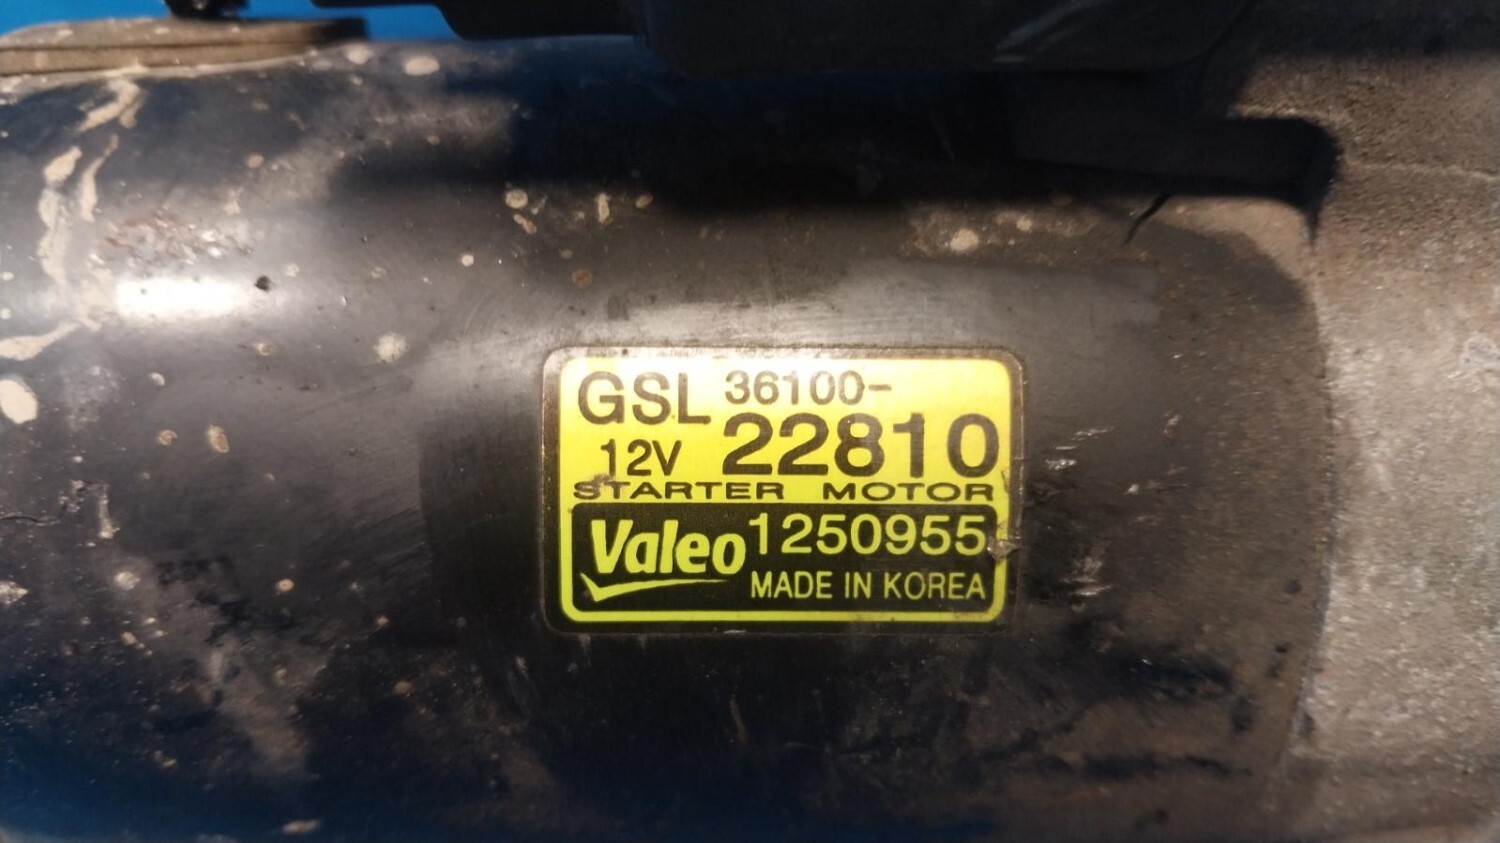 GSL 36100-
12V 22810
STARTER MOTOR
Valeo 1250955
MADE IN KOREA